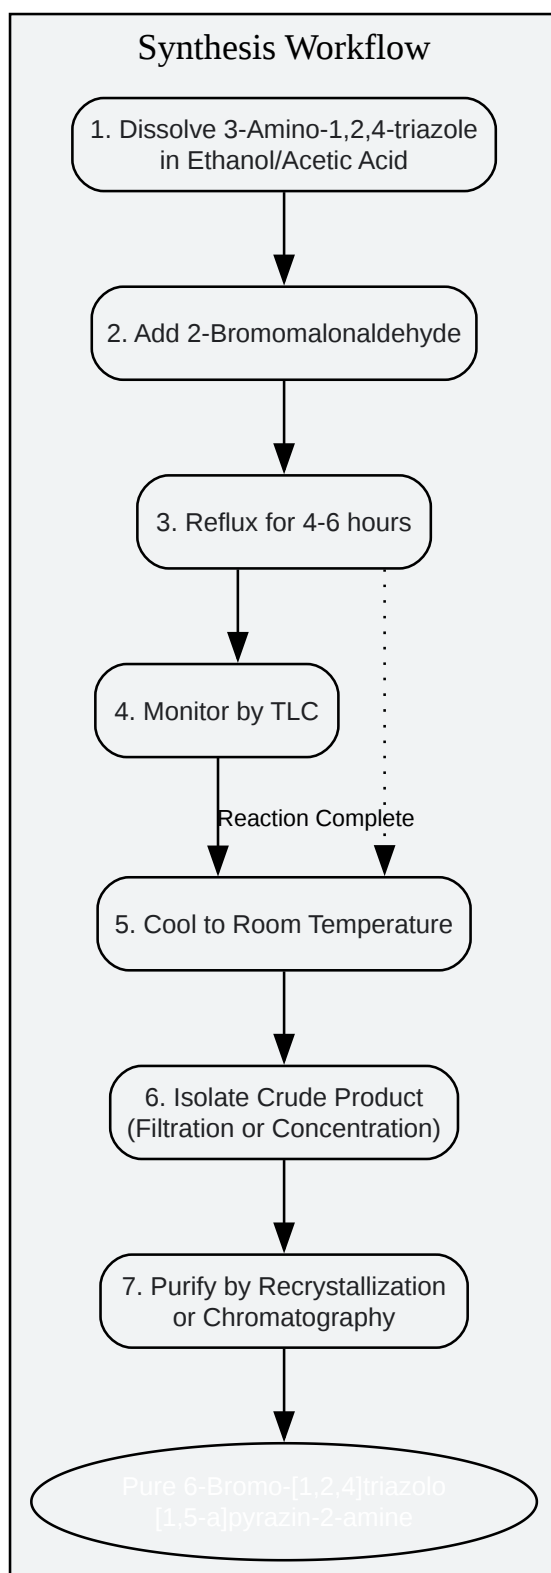 Synthesis Workflow
1. Dissolve 3-Amino-1,2,4-triazole
in Ethanol/Acetic Acid
2. Add 2-Bromomalonaldehyde
3. Reflux for 4-6 hours
4. Monitor by TLC
Reaction Complete
5. Cool to Room Temperature
6. Isolate Crude Product
(Filtration or Concentration)
7. Purify by Recrystallization
or Chromatography
Pure 6-Bromo-[1,2,4]triazolo
[1,5-a]pyrazin-2-amine